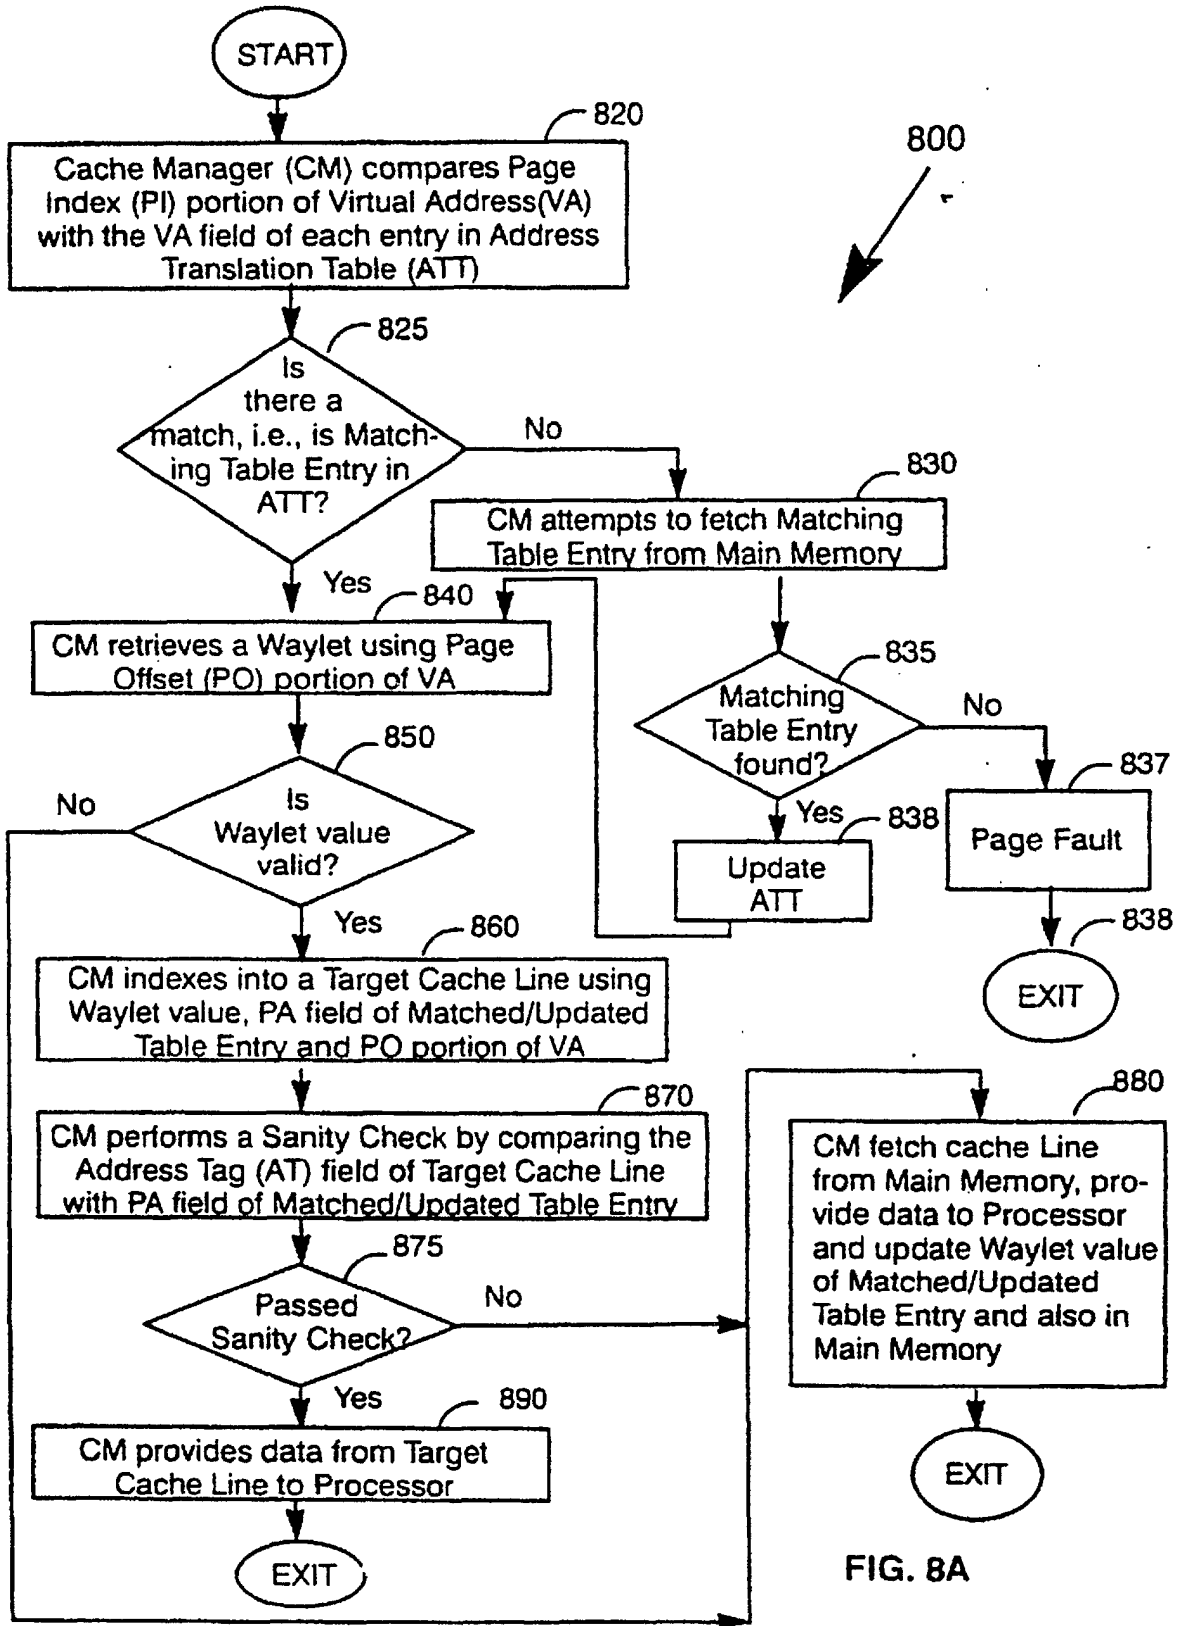 START
820
800
Cache Manager (CM) compares Page
Index (PI) portion of Virtual Address(VA)
with the VA field of each entry in Address
Translation Table (ATT)
825
Is
there a
match, i.e., is Match-
ing Table Entry in
ATT?
No
Yes
830
CM attempts to fetch Matching
Table Entry from Main Memory
840
CM retrieves a Waylet using Page
Offset (PO) portion of VA
835
Matching
Table Entry
found?
No
Yes
837
Page Fault
838
Update
ATT
838
EXIT
850
Is
Waylet value
valid?
No
Yes
860
CM indexes into a Target Cache Line using
Waylet value, PA field of Matched/Updated
Table Entry and PO portion of VA
870
CM performs a Sanity Check by comparing the
Address Tag (AT) field of Target Cache Line
with PA field of Matched/Updated Table Entry
875
Passed
Sanity Check?
No
Yes
880
CM fetch cache Line
from Main Memory, pro-
vide data to Processor
and update Waylet value
of Matched/Updated
Table Entry and also in
Main Memory
EXIT
890
CM provides data from Target
Cache Line to Processor
EXIT
FIG. 8A